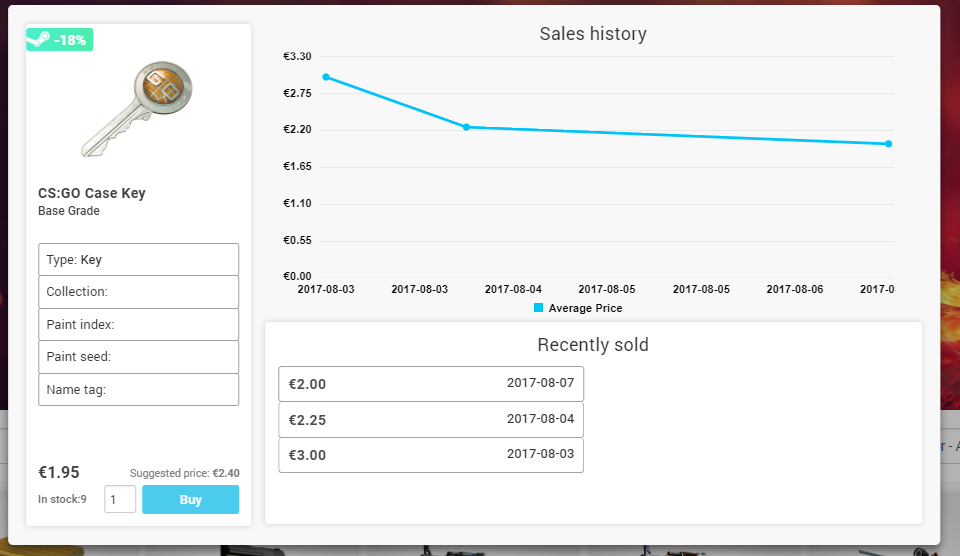 -18%
CS:GO Case Key
Base Grade
Type: Key
Collection:
Paint index:
Paint seed:
Name tag:
€1.95
Suggested price: €2.40
In stock:9
1
Buy
Sales history
€3.30
€2.75
€2.20
€1.65
€1.10
€0.55
€0.00
2017-08-03 2017-08-03 2017-08-04 2017-08-05 2017-08-05 2017-08-06 2017-0
Average Price
Recently sold
€2.00 2017-08-07
€2.25 2017-08-04
€3.00 2017-08-03
r - A